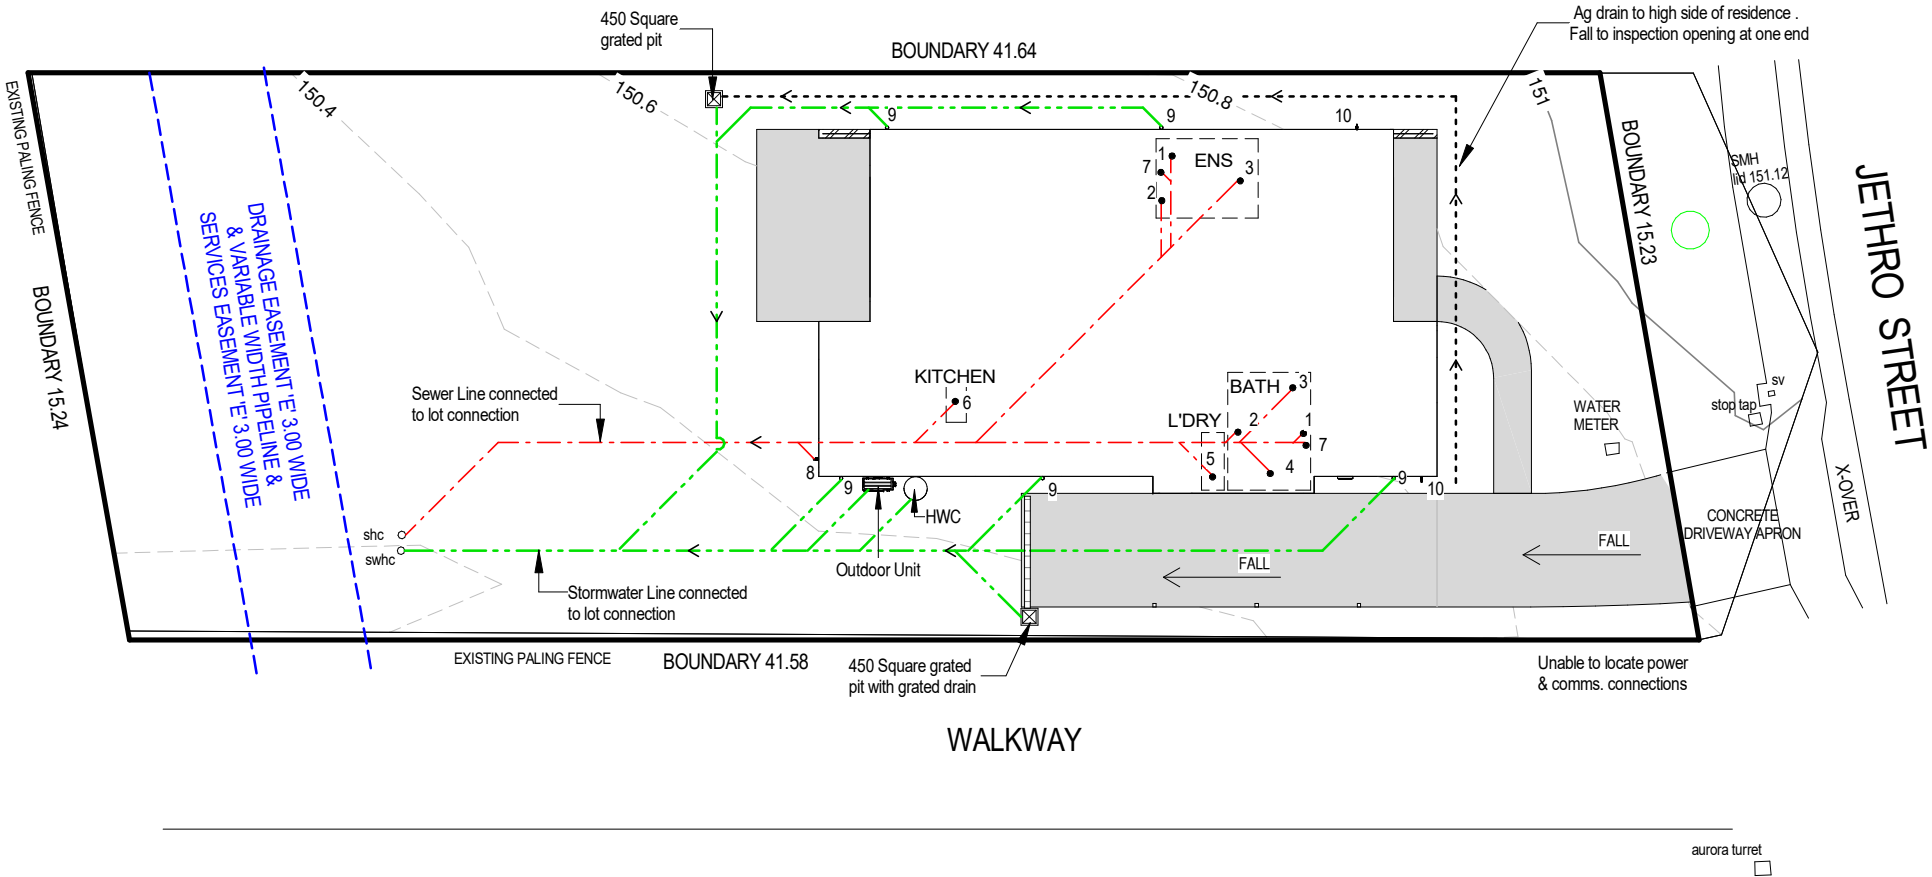 450 Square
grated pit
BOUNDARY 41.64
Ag drain to high side of residence .
Fall to inspection opening at one end
EXISTING PALING FENCE
150.4
150.6
150.8
151
9
9
10
BOUNDARY 15.23
SMH
lid 151.12
JETHRO STREET
1
ENS
7
3
2
DRAINAGE EASEMENT 'E' 3.00 WIDE
& VARIABLE WIDTH PIPELINE &
SERVICES EASEMENT 'E' 3.00 WIDE
BOUNDARY 15.24
Sewer Line connected
to lot connection
KITCHEN
6
BATH
3
L'DRY
2
1
7
5
4
8
9
9
9
10
WATER
METER
stop tap
sv
X-OVER
HWC
Outdoor Unit
shc
swhc
FALL
FALL
CONCRETE
DRIVEWAY APRON
Stormwater Line connected
to lot connection
EXISTING PALING FENCE
BOUNDARY 41.58
450 Square grated
pit with grated drain
Unable to locate power
& comms. connections
WALKWAY
aurora turret